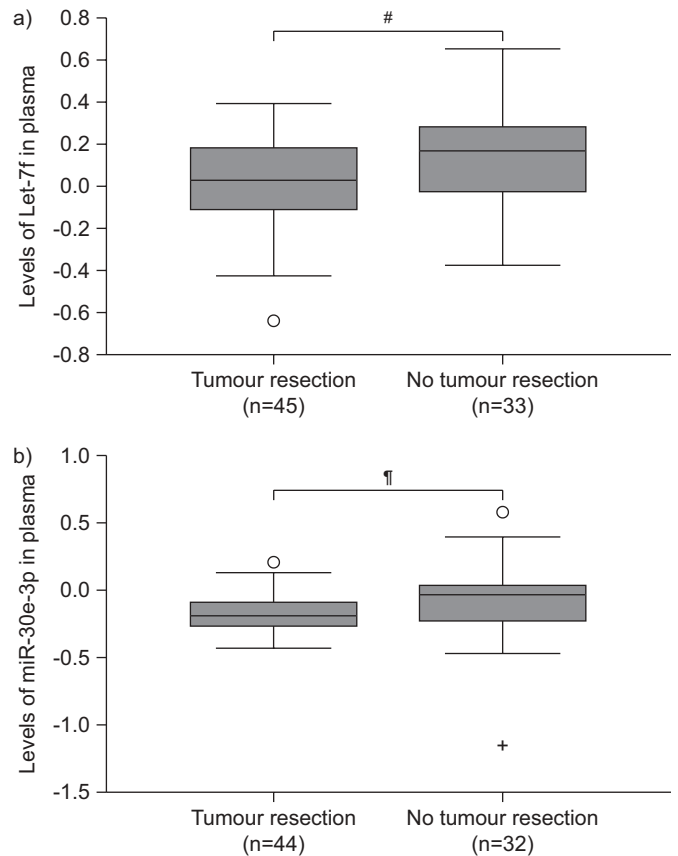 a)
#
Levels of Let-7f in plasma
0.8
0.6
0.4
0.2
0.0
-0.2
-0.4
-0.6
-0.8
Tumour resection
(n=45)
No tumour resection
(n=33)
b)
¶
Levels of miR-30e-3p in plasma
1.0
0.5
0.0
-0.5
-1.0
-1.5
Tumour resection
(n=44)
No tumour resection
(n=32)